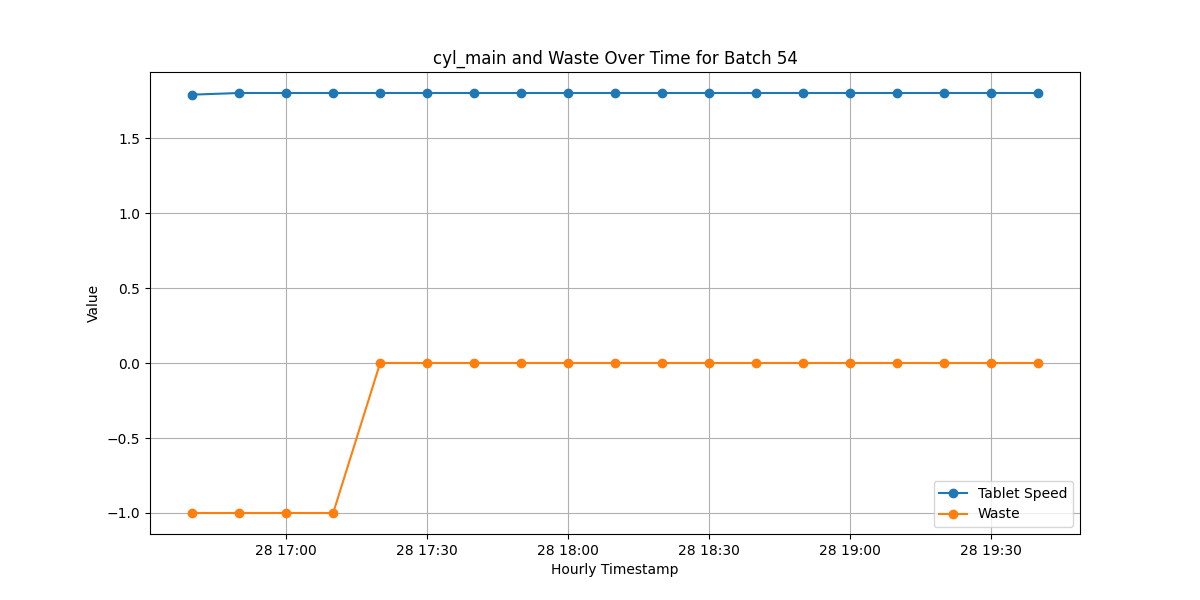 cyl_main and Waste Over Time for Batch 54
Value
1.5
1.0
0.5
0.0
−0.5
−1.0
Tablet Speed
Waste
28 17:00
28 17:30
28 18:00
28 18:30
28 19:00
28 19:30
Hourly Timestamp